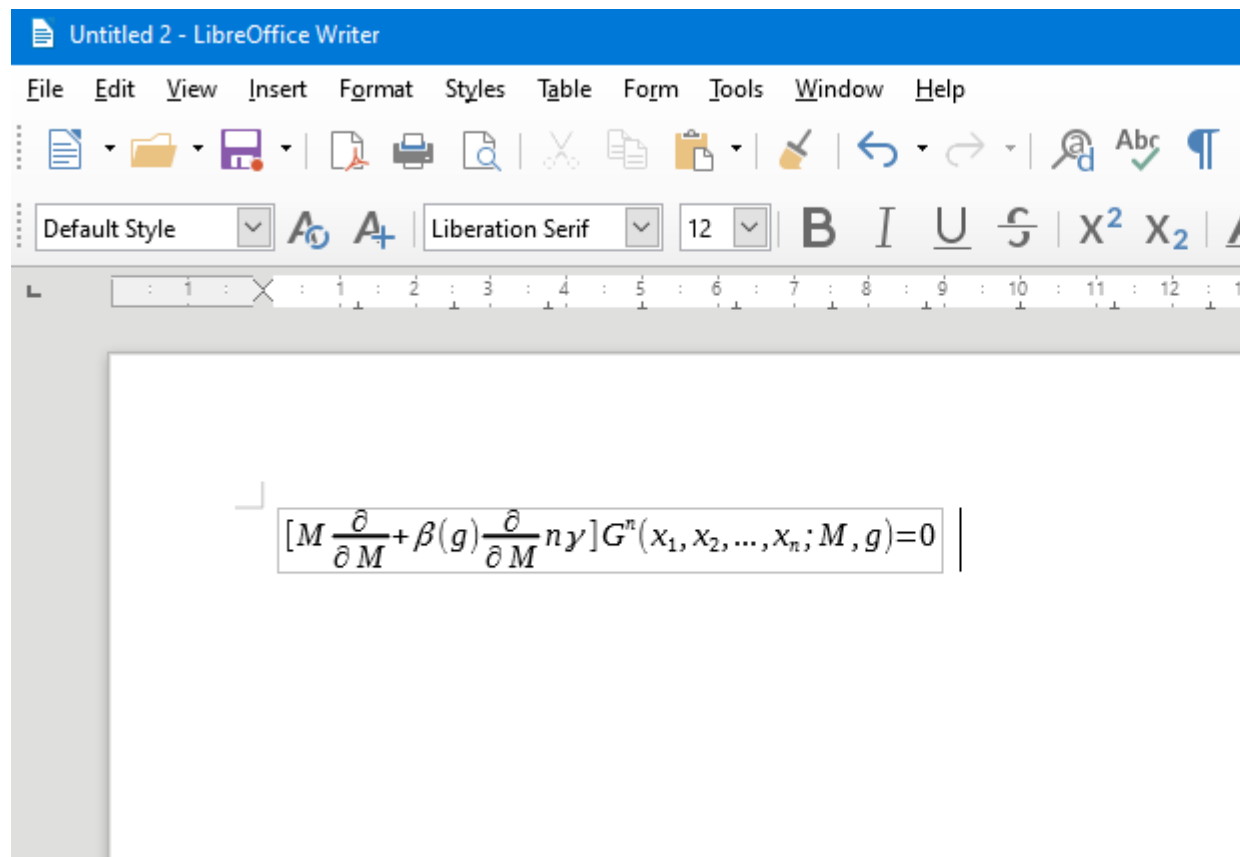 Untitled 2 - LibreOffice Writer
File Edit View Insert Format Styles Table Form Tools Window Help
Abc
Default Style Liberation Serif 12 B I U S X² X₂ A
1 1 2 3 4 5 6 7 8 9 10 11 12 1
[M ∂/∂M + β(g) ∂/∂M nγ]Gⁿ(x₁, x₂, ..., xₙ; M, g)=0